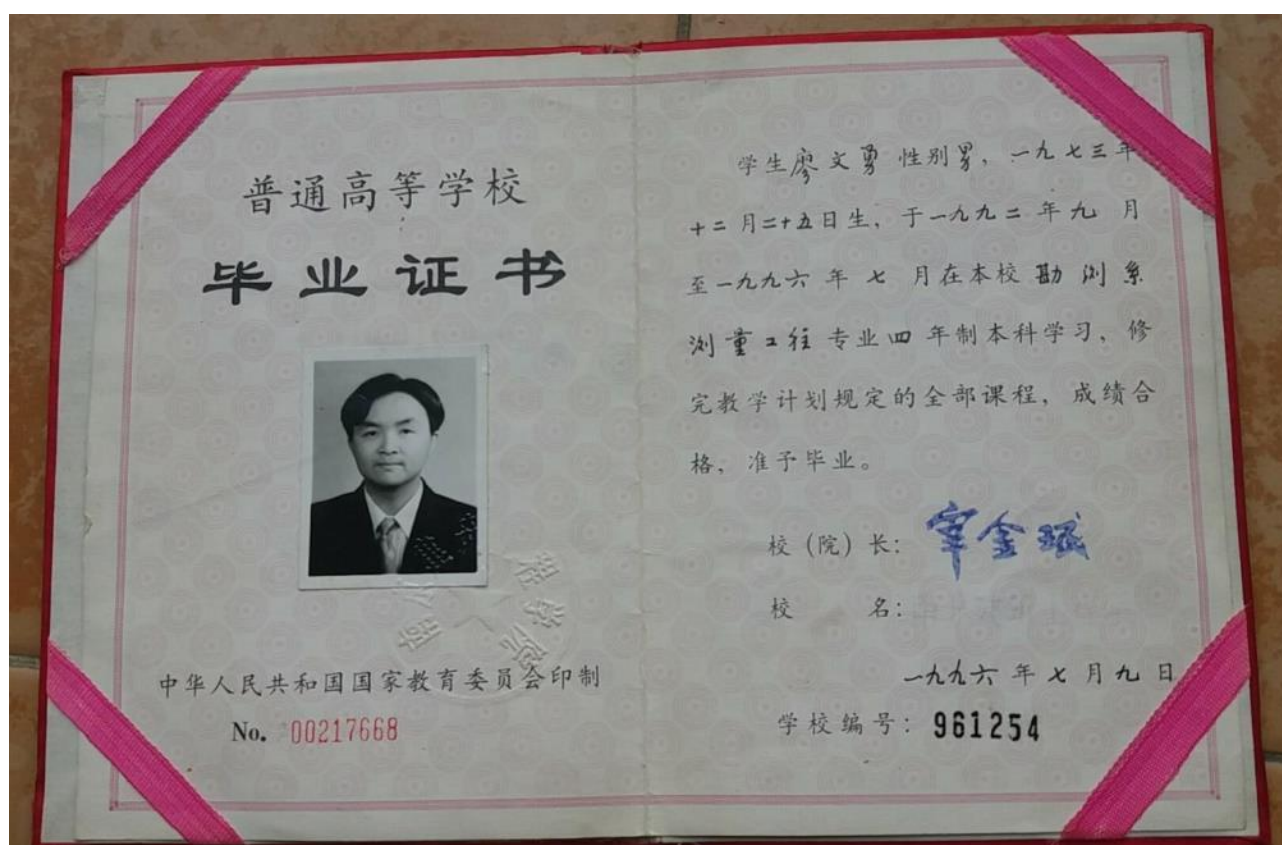 普通高等学校
毕业证书
中华人民共和国国家教育委员会印制
No. 00217668
学生廖文勇性别男，一九七三年
十二月二十五日生，于一九九二年九月
至一九九六年七月在本校勘测系
测量工程专业四年制本科学习，修
完教学计划规定的全部课程，成绩合
格，准予毕业。
校（院）长：
校名：
一九九六年七月九日
学校编号：961254